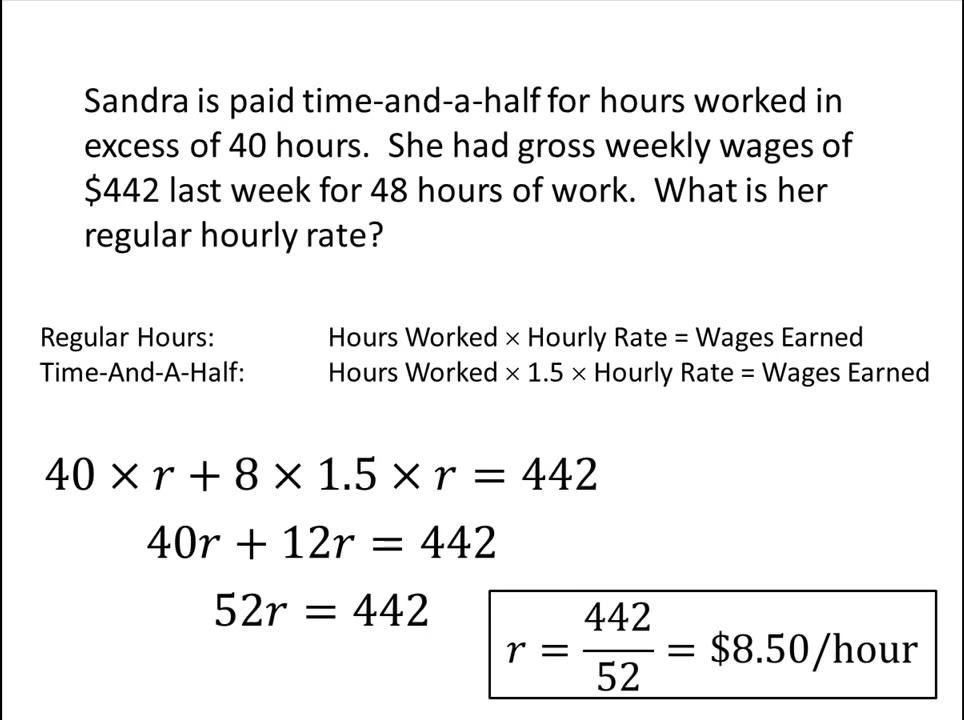 Sandra is paid time-and-a-half for hours worked in
excess of 40 hours.  She had gross weekly wages of
$442 last week for 48 hours of work.  What is her
regular hourly rate?
Regular Hours: Hours Worked × Hourly Rate = Wages Earned
Time-And-A-Half: Hours Worked × 1.5 × Hourly Rate = Wages Earned
40 × r + 8 × 1.5 × r = 442
40r + 12r = 442
52r = 442
r = 442/52 = $8.50/hour